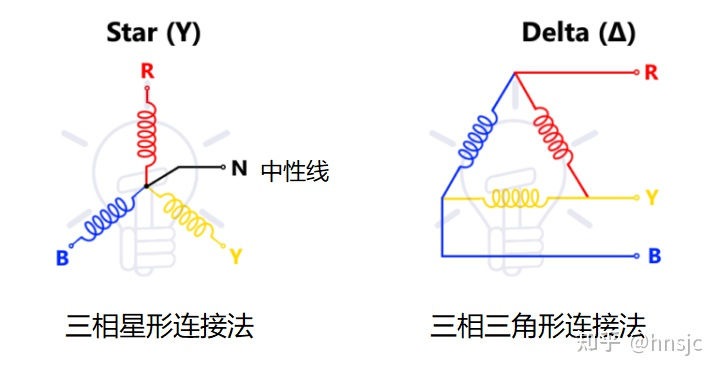 Star (Y)
R
N 中性线
B
Y
三相星形连接法
Delta (Δ)
R
Y
B
三相三角形连接法
知乎 @hnsjc